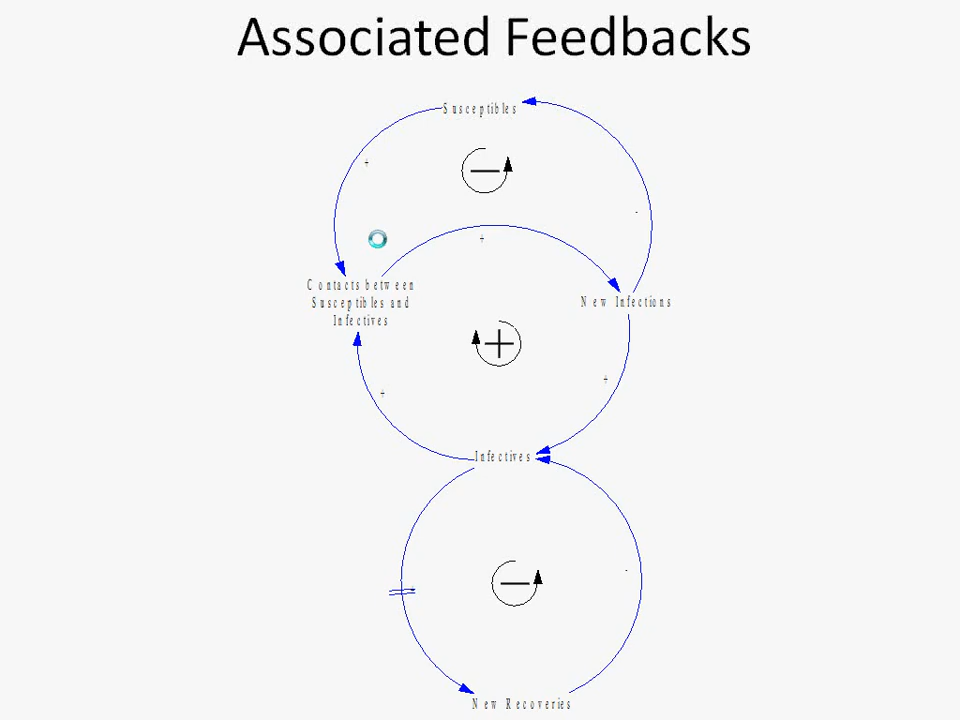 Associated Feedbacks
Susceptibles
+
-
+
Contacts between
Susceptibles and
Infectives
New Infections
+
+
Infectives
-
New Recoveries